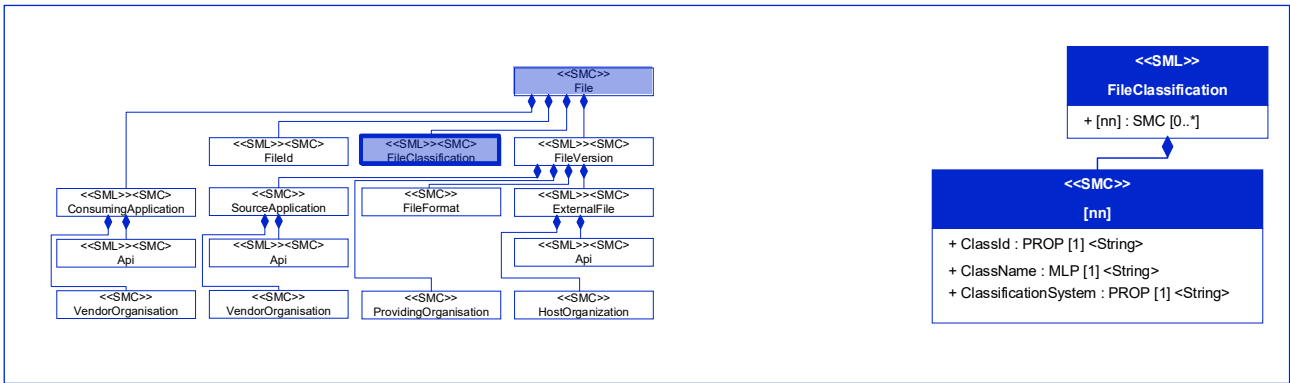 <<SMC>>
File
<<SML>><SMC>
FileId
<<SML>><SMC>
FileClassification
<<SML>><SMC>
FileVersion
<<SML>><SMC>
ConsumingApplication
<<SMC>>
SourceApplication
<<SMC>>
FileFormat
<<SML>><SMC>
ExternalFile
<<SML>><SMC>
Api
<<SML>><SMC>
Api
<<SML>><SMC>
Api
<<SMC>>
VendorOrganisation
<<SMC>>
VendorOrganisation
<<SMC>>
ProvidingOrganisation
<<SMC>>
HostOrganization
<<SML>>
FileClassification
+ [nn] : SMC [0..*]
<<SMC>>
[nn]
+ ClassId : PROP [1] <String>
+ ClassName : MLP [1] <String>
+ ClassificationSystem : PROP [1] <String>